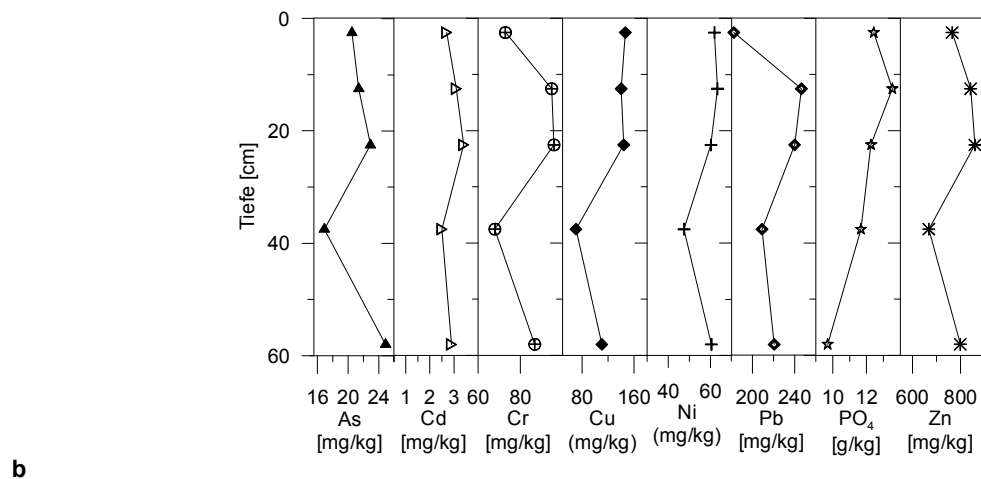 0
20
40
60
Tiefe [cm]
16 20 24
As
[mg/kg]
1 2 3
Cd
[mg/kg]
60 80
Cr
[mg/kg]
80 160
Cu
(mg/kg)
40 60
Ni
(mg/kg)
200 240
Pb
[mg/kg]
10 12
PO4
[g/kg]
600 800
Zn
[mg/kg]
b